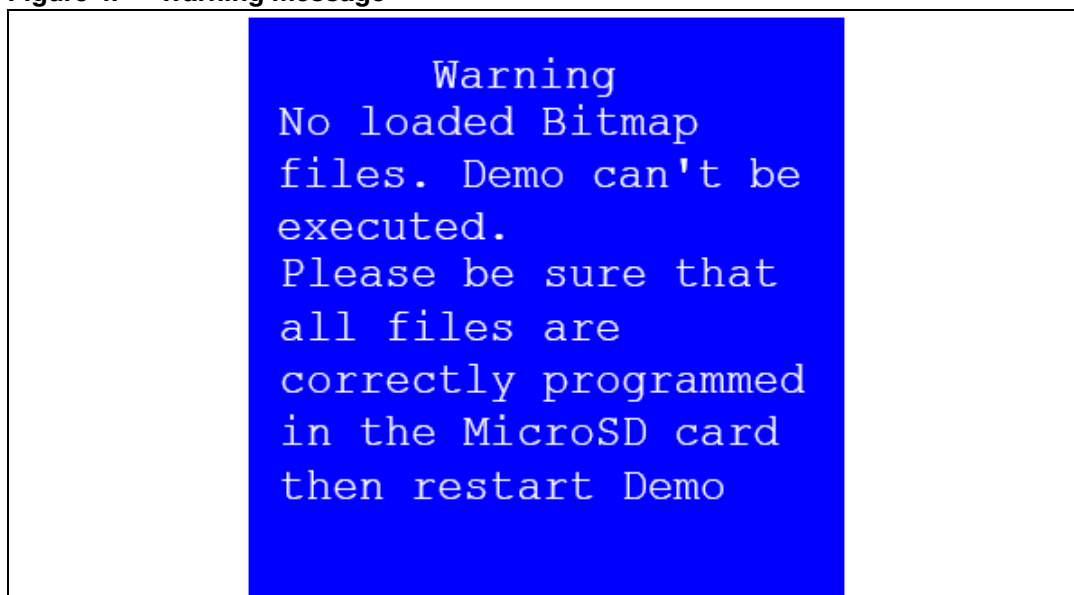 Warning
No loaded Bitmap
files. Demo can't be
executed.
Please be sure that
all files are
correctly programmed
in the MicroSD card
then restart Demo